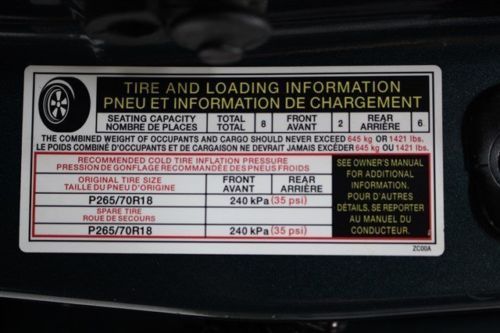 TIRE AND LOADING INFORMATION
PNEU ET INFORMATION DE CHARGEMENT
SEATING CAPACITY TOTAL 8 FRONT 2 REAR 6
NOMBRE DE PLACES TOTAL AVANT ARRIÈRE
THE COMBINED WEIGHT OF OCCUPANTS AND CARGO SHOULD NEVER EXCEED 645 kg OR 1421 lbs.
LE POIDS COMBINÉ D'OCCUPANTS ET DE CARGAISON NE DEVRAIT JAMAIS EXCÉDER 645 kg OU 1421 lbs.
RECOMMENDED COLD TIRE INFLATION PRESSURE
PRESSION DE GONFLAGE RECOMMANDÉE DES PNEUS FROIDS
ORIGINAL TIRE SIZE FRONT REAR
TAILLE DU PNEU D'ORIGINE AVANT ARRIÈRE
P265/70R18 240 kPa (35 psi)
SPARE TIRE
ROUE DE SECOURS
P265/70R18 240 kPa (35 psi)
SEE OWNER'S MANUAL
FOR ADDITIONAL
INFORMATION.
POUR D'AUTRES
DÉTAILS, SE REPORTER
AU MANUEL DU
CONDUCTEUR.
ZC00A